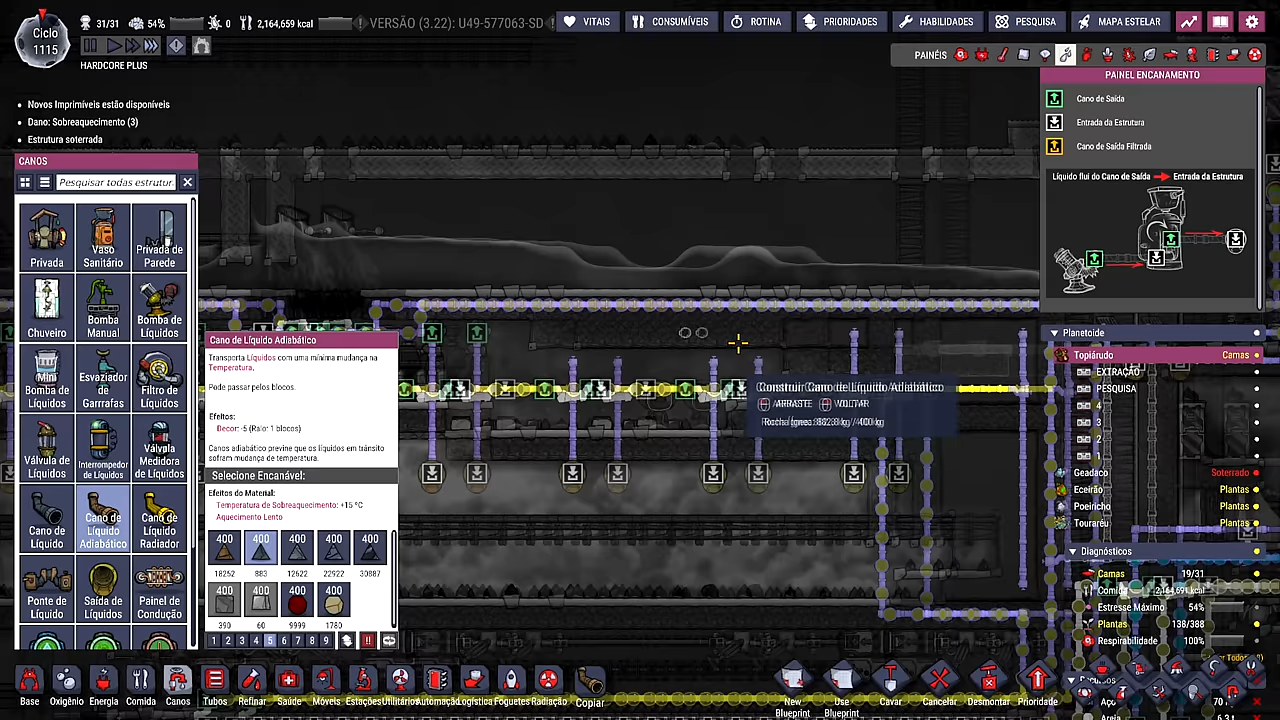 31/31
54%
0
2,164,659 kcal
VERSÃO (3.22): U49-577063-SD
VITAIS
CONSUMÍVEIS
ROTINA
PRIORIDADES
HABILIDADES
PESQUISA
MAPA ESTELAR
Ciclo
1115
HARDCORE PLUS
PAINÉIS
PAINEL ENCANAMENTO
Cano de Saída
Entrada da Estrutura
Cano de Saída Filtrada
Líquido flui do Cano de Saída
Entrada da Estrutura
Novos Imprimíveis estão disponíveis
Dano: Sobreaquecimento (3)
Estrutura soterrada
CANOS
Pesquisar todas estrutur
Privada
Vaso Sanitário
Privada de Parede
Chuveiro
Bomba Manual
Bomba de Líquidos
Mini Bomba de Líquidos
Esvaziador de Garrafas
Filtro de Líquidos
Válvula de Líquidos
Interrompedor de Líquidos
Válvula Medidora de Líquidos
Cano de Líquido
Cano de Líquido Adiabático
Cano de Líquido Radiador
Ponte de Líquido
Saída de Líquidos
Painel de Condução
Cano de Líquido Adiabático
Transporta Líquidos com uma mínima mudança na
Temperatura.
Pode passar pelos blocos.
Efeitos:
Decor: -5 (Raio: 1 blocos)
Canos adiabático previne que os líquidos em trânsito
sofram mudança de temperatura.
Selecione Encanável:
Efeitos do Material:
Temperatura de Sobreaquecimento: +15 °C
Aquecimento Lento
400 400 400 400 400
18252 883 12622 22922 30887
400 400 400 400
390 60 9999 1780
1 2 3 4 5 6 7 8 9
Construir Cano de Líquido Adiabático
ARRASTE
VOLTAR
Planetoide
Topiárudo
Camas
EXTRAÇÃO
PESQUISA
4
3
2
1
Geadaco
Soterrado
Eceirão
Plantas
Poeirinho
Plantas
Touraréu
Plantas
Diagnósticos
Camas
19/31
Comida
2,164,691 kcal
Estresse Máximo
54%
Plantas
138/388
Respirabilidade
100%
Base
Oxigênio
Energia
Comida
Canos
Tubos
Refinar
Saúde
Móveis
Estações
Utilitários
Automação
Logística
Foguetes
Radiação
Copiar
New Blueprint
Use Blueprint
Cavar
Cancelar
Desmontar
Prioridade
Aço